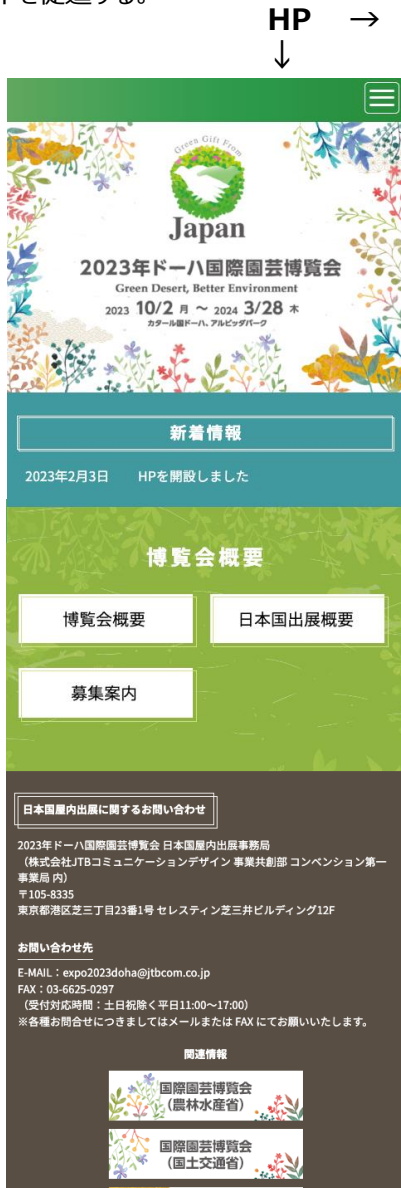 を促進する。
HP →
↓
Green Gift From
Japan
2023年ドーハ国際園芸博覧会
Green Desert, Better Environment
2023 10/2 月 〜 2024 3/28 木
カタール国ドーハ、アルビッダパーク
新着情報
2023年2月3日 HPを開設しました
博覧会概要
博覧会概要 日本国出展概要
募集案内
日本国屋内出展に関するお問い合わせ
2023年ドーハ国際園芸博覧会 日本国屋内出展事務局
（株式会社JTBコミュニケーションデザイン 事業共創部 コンベンション第一
事業局 内）
〒105-8335
東京都港区芝三丁目23番1号 セレスティン芝三井ビルディング12F
お問い合わせ先
E-MAIL：expo2023doha@jtbcom.co.jp
FAX：03-6625-0297
（受付対応時間：土日祝除く平日11:00〜17:00）
※各種お問合せにつきましてはメールまたは FAX にてお願いいたします。
関連情報
国際園芸博覧会
（農林水産省）
国際園芸博覧会
（国土交通省）